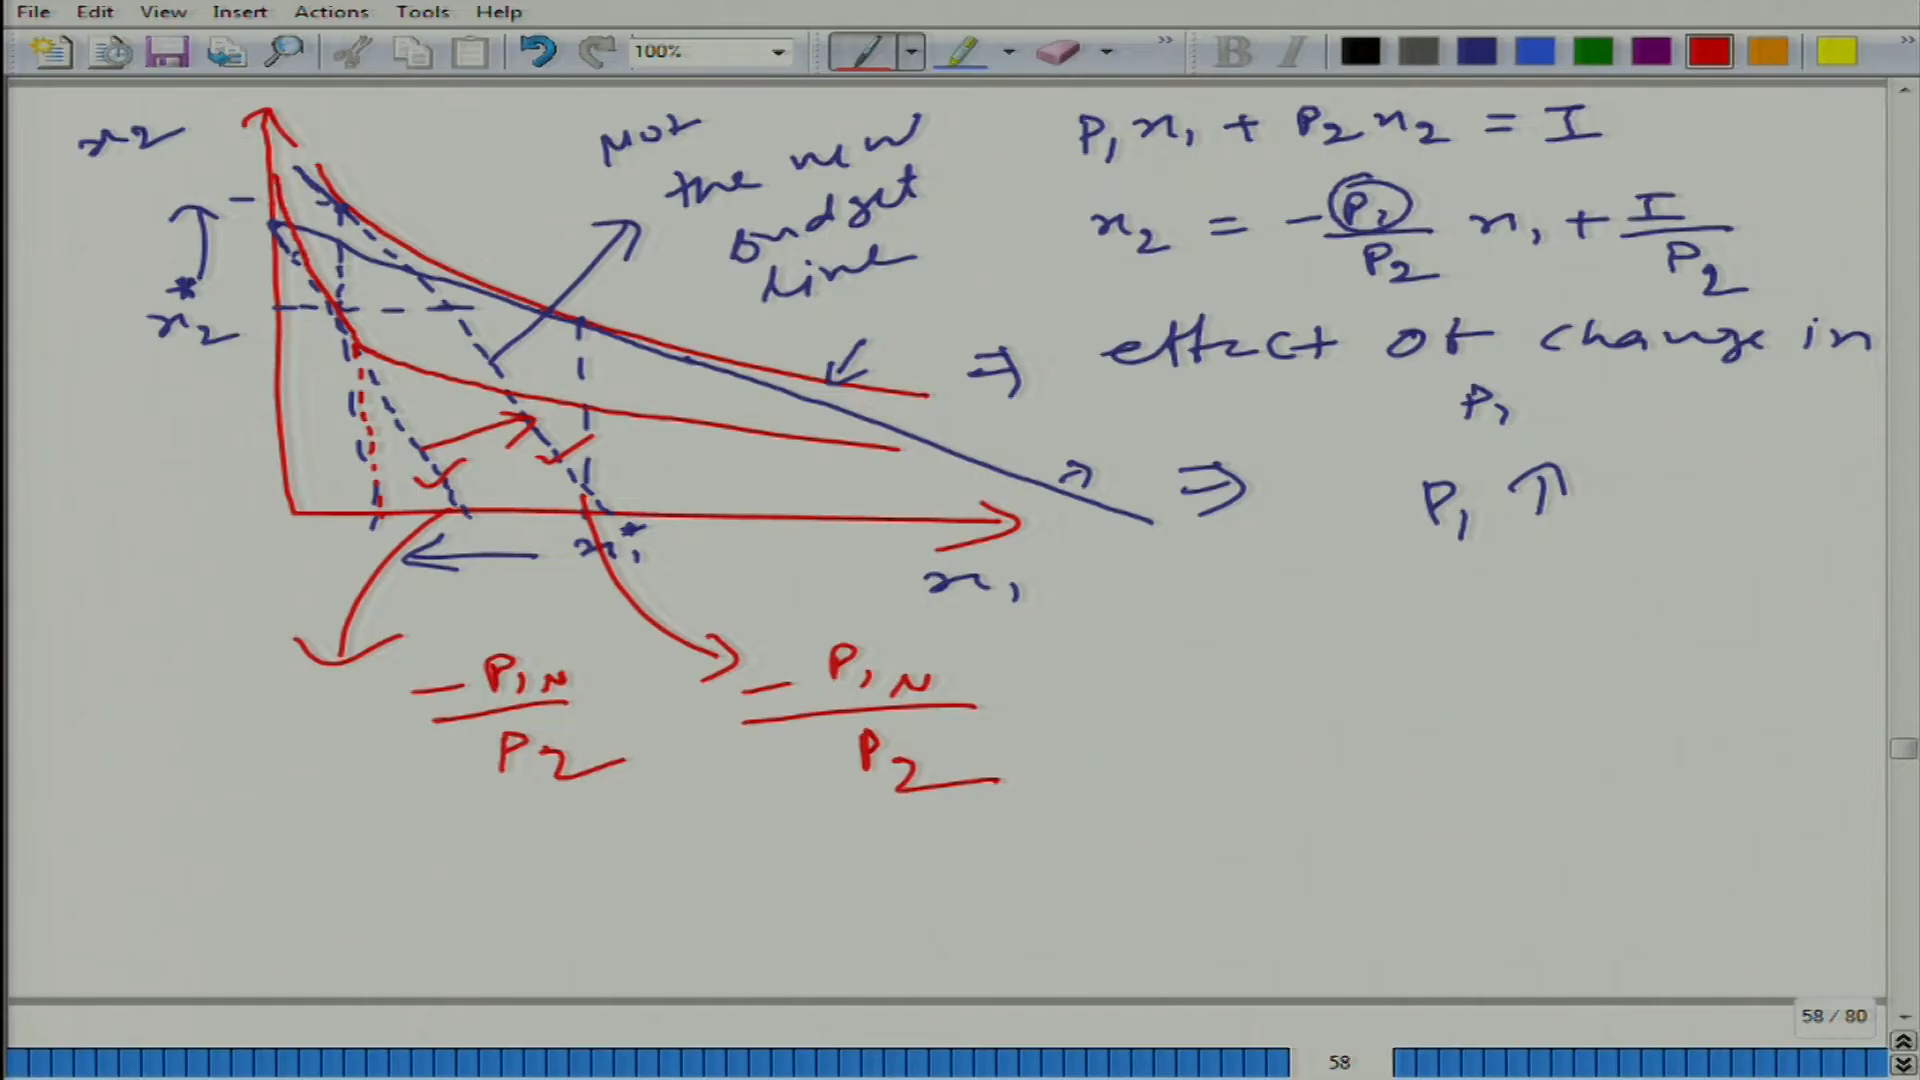 File Edit View Insert Actions Tools Help
100%
B I
x2
Not
the new
budget
line
x2*
x1*
x1
-P1N/P2
-P1N/P2
P1x1 + P2x2 = I
x2 = -P1/P2 x1 + I/P2
⇒ effect of change in
P1
⇒ P1 ↑
58 / 80
58